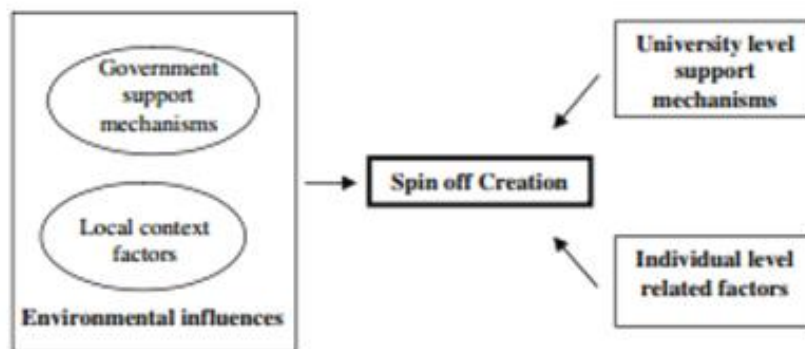 Government
support
mechanisms
Local context
factors
Environmental influences
Spin off Creation
University level
support
mechanisms
Individual level
related factors